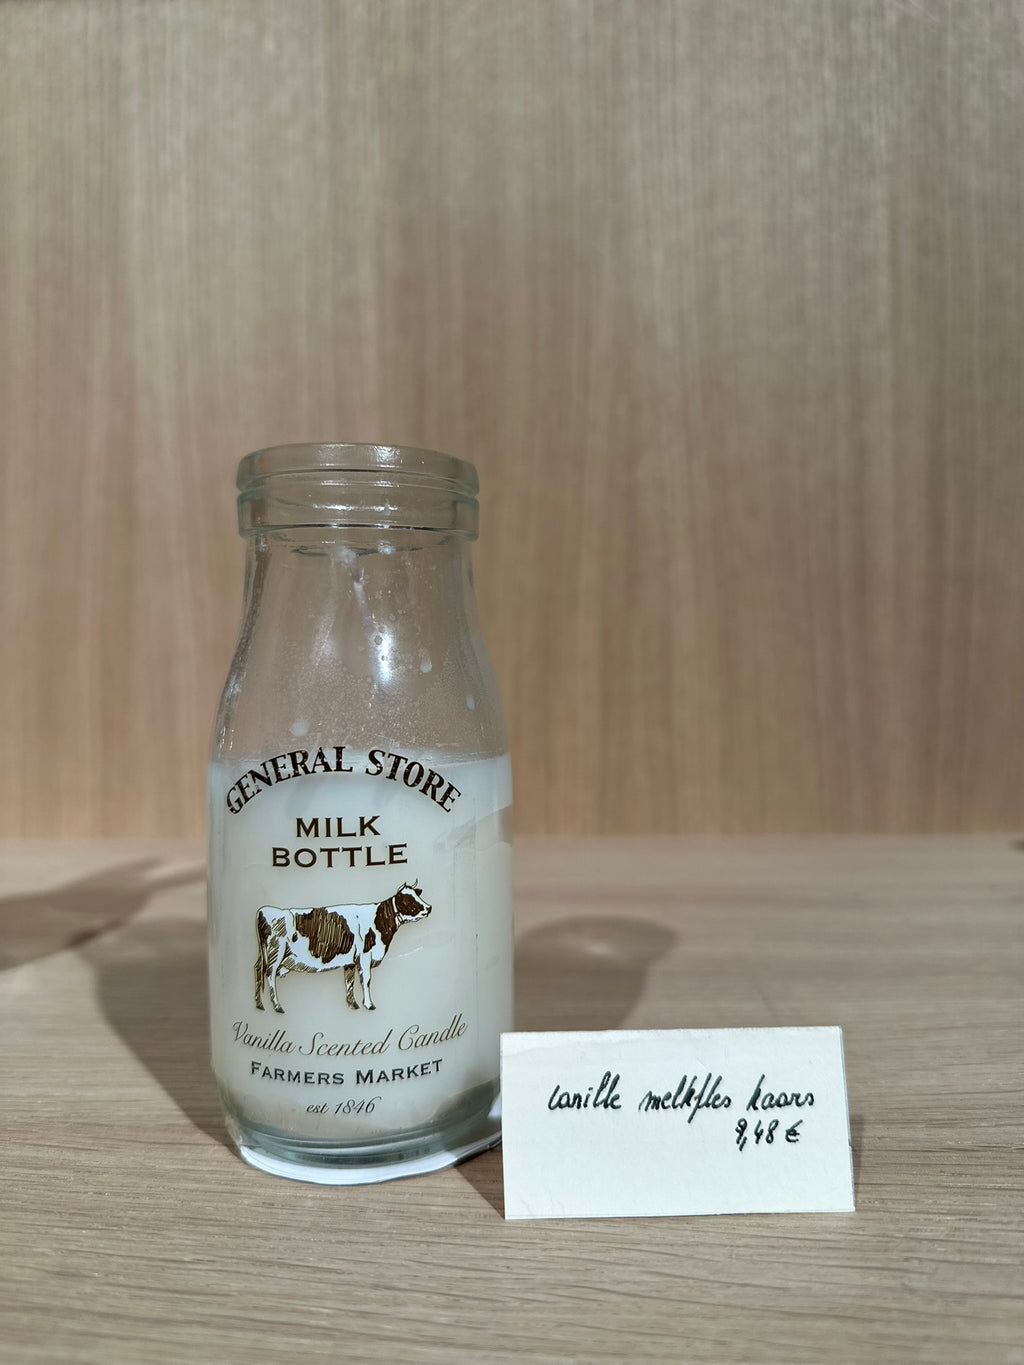 GENERAL STORE
MILK
BOTTLE
Vanilla Scented Candle
FARMERS MARKET
est 1846
vanille melkfles kaars
9,48 €